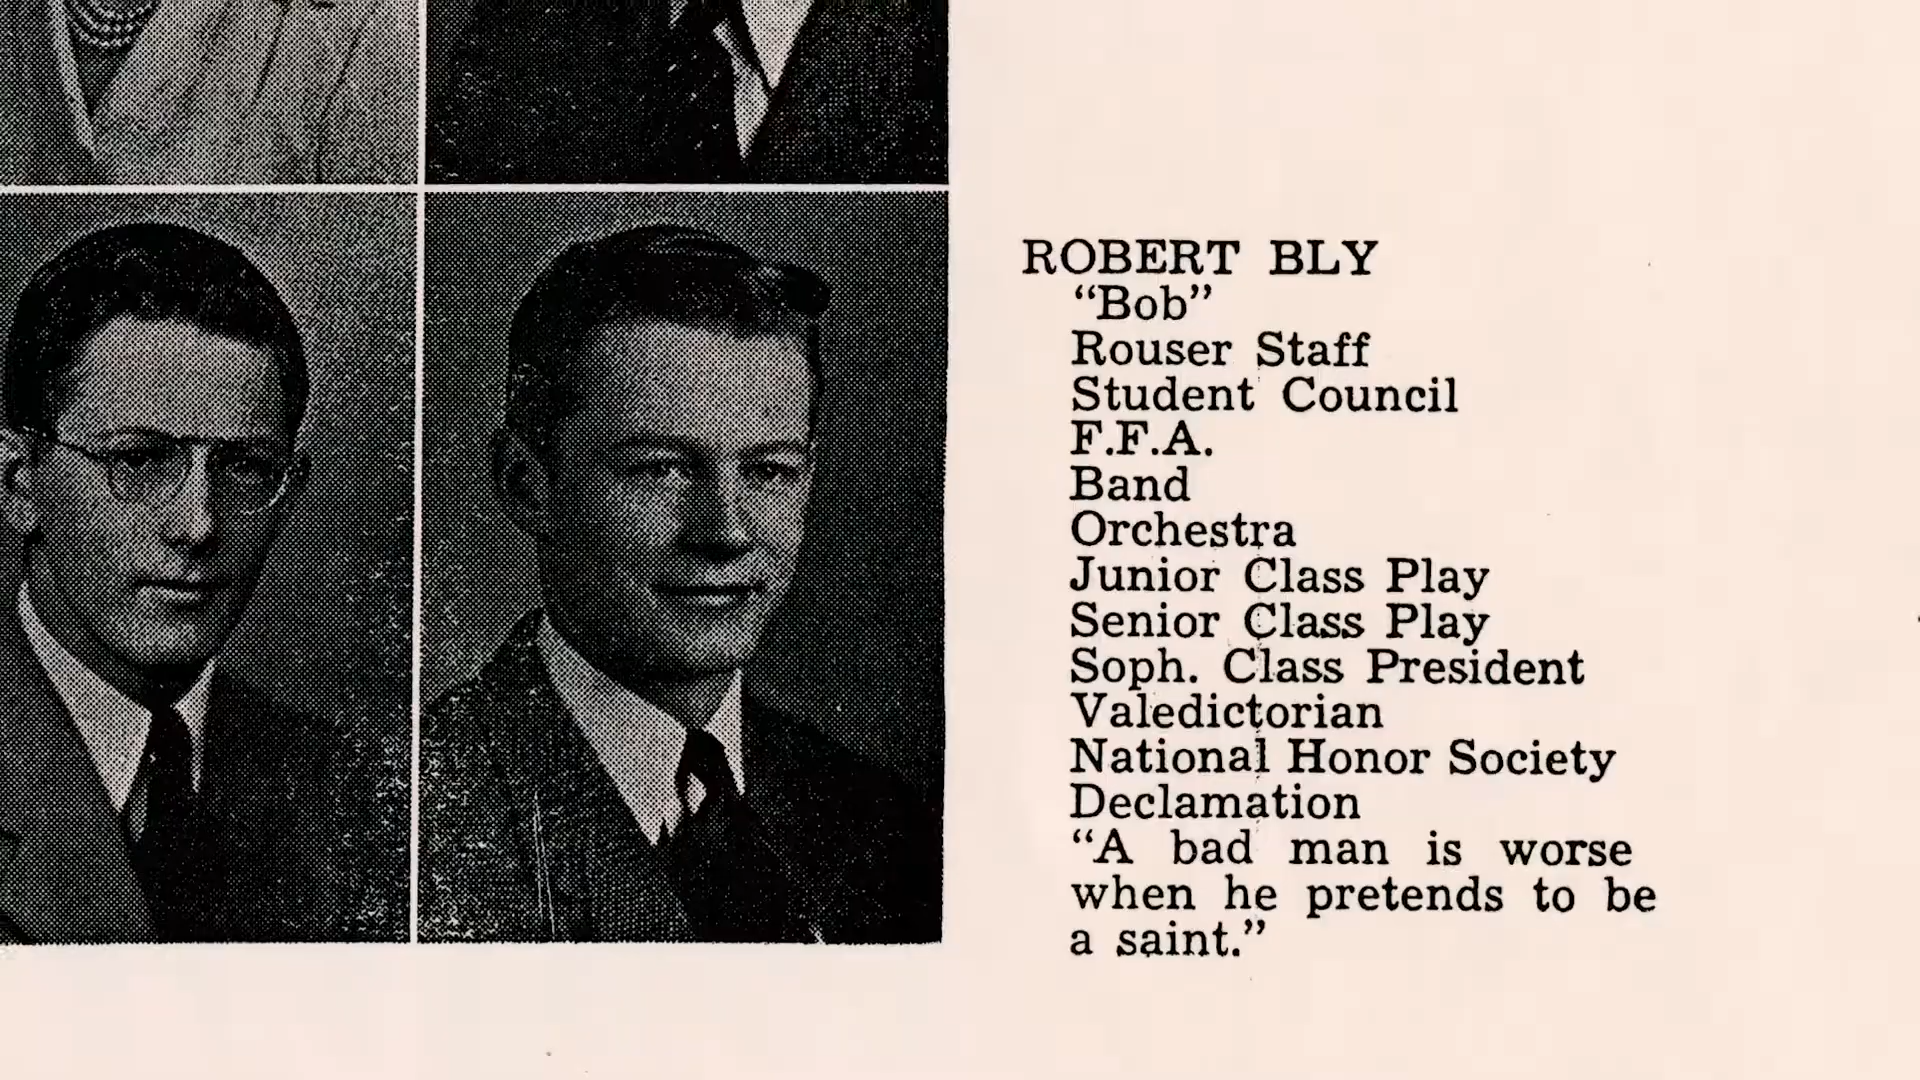 ROBERT BLY
“Bob”
Rouser Staff
Student Council
F.F.A.
Band
Orchestra
Junior Class Play
Senior Class Play
Soph. Class President
Valedictorian
National Honor Society
Declamation
“A bad man is worse
when he pretends to be
a saint.”